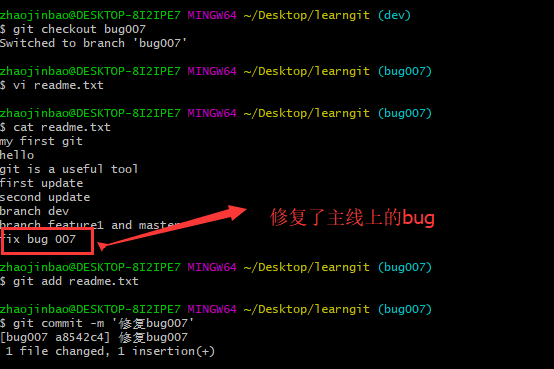 zhaojinbao@DESKTOP-8I2IPE7 MINGW64 ~/Desktop/learngit (dev)
$ git checkout bug007
Switched to branch 'bug007'
zhaojinbao@DESKTOP-8I2IPE7 MINGW64 ~/Desktop/learngit (bug007)
$ vi readme.txt
zhaojinbao@DESKTOP-8I2IPE7 MINGW64 ~/Desktop/learngit (bug007)
$ cat readme.txt
my first git
hello
git is a useful tool
first update
second update
branch dev
branch feature1 and master
fix bug 007
修复了主线上的bug
zhaojinbao@DESKTOP-8I2IPE7 MINGW64 ~/Desktop/learngit (bug007)
$ git add readme.txt
zhaojinbao@DESKTOP-8I2IPE7 MINGW64 ~/Desktop/learngit (bug007)
$ git commit -m '修复bug007'
[bug007 a8542c4] 修复bug007
1 file changed, 1 insertion(+)